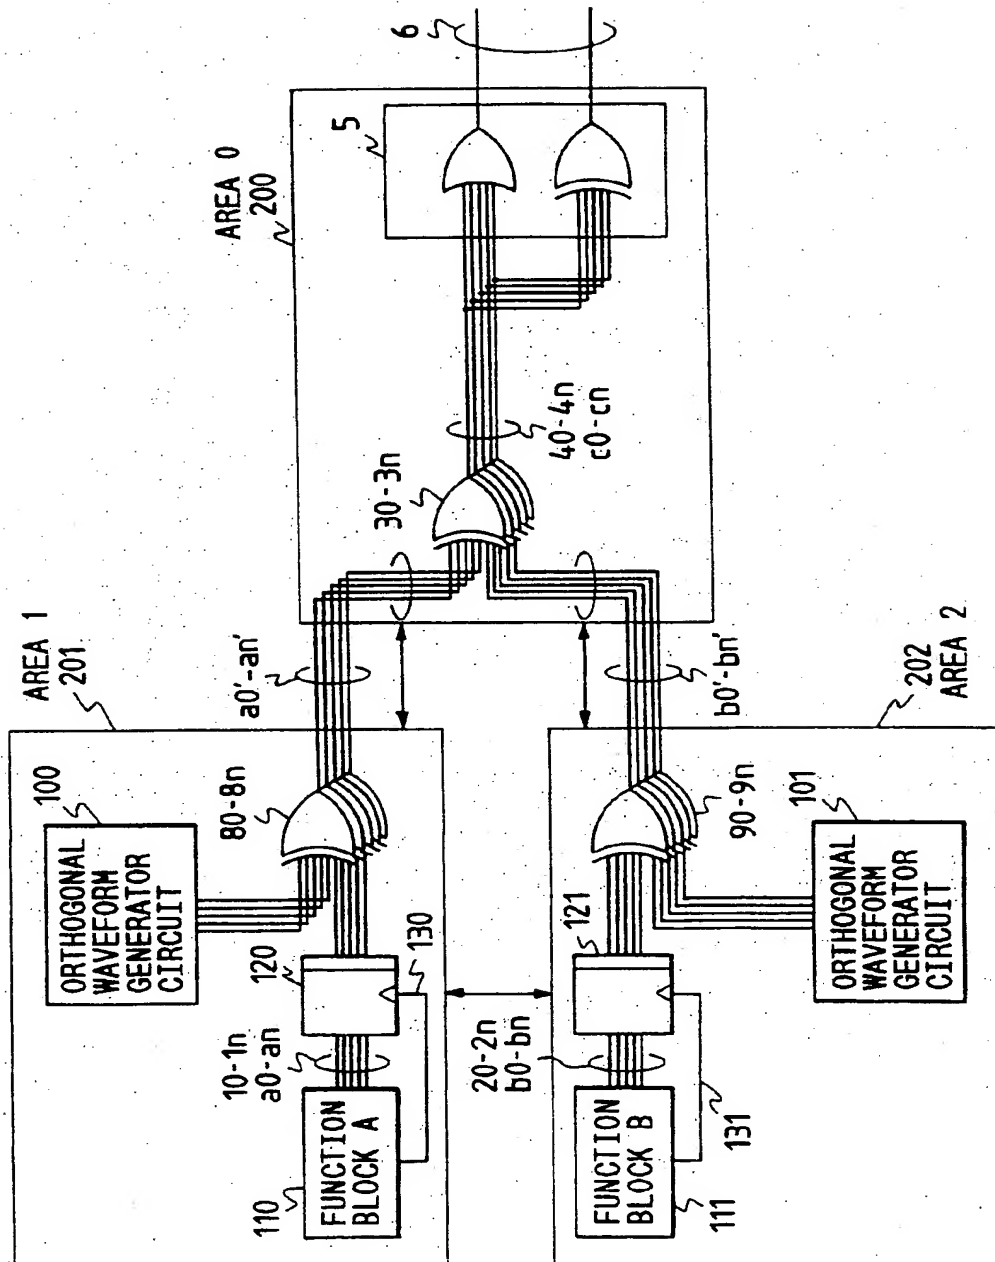 AREA 1
201
100
ORTHOGONAL
WAVEFORM
GENERATOR
CIRCUIT
80-8n
a0'-an'
10-1n
a0-an
120
130
110
FUNCTION
BLOCK A
AREA 0
200
5
6
30-3n
40-4n
c0-cn
20-2n
b0-bn
121
111
FUNCTION
BLOCK B
131
90-9n
b0'-bn'
101
ORTHOGONAL
WAVEFORM
GENERATOR
CIRCUIT
202
AREA 2